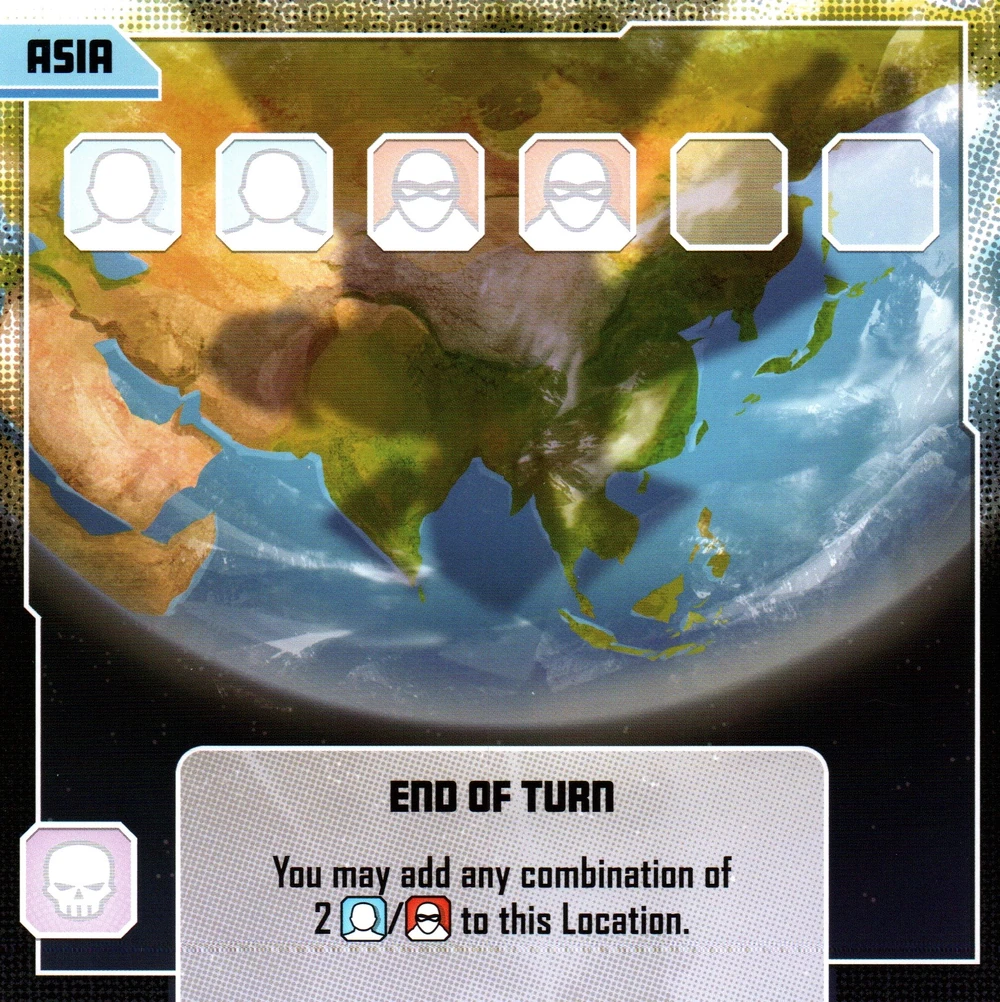 ASIA
END OF TURN
You may add any combination of
2 / to this Location.